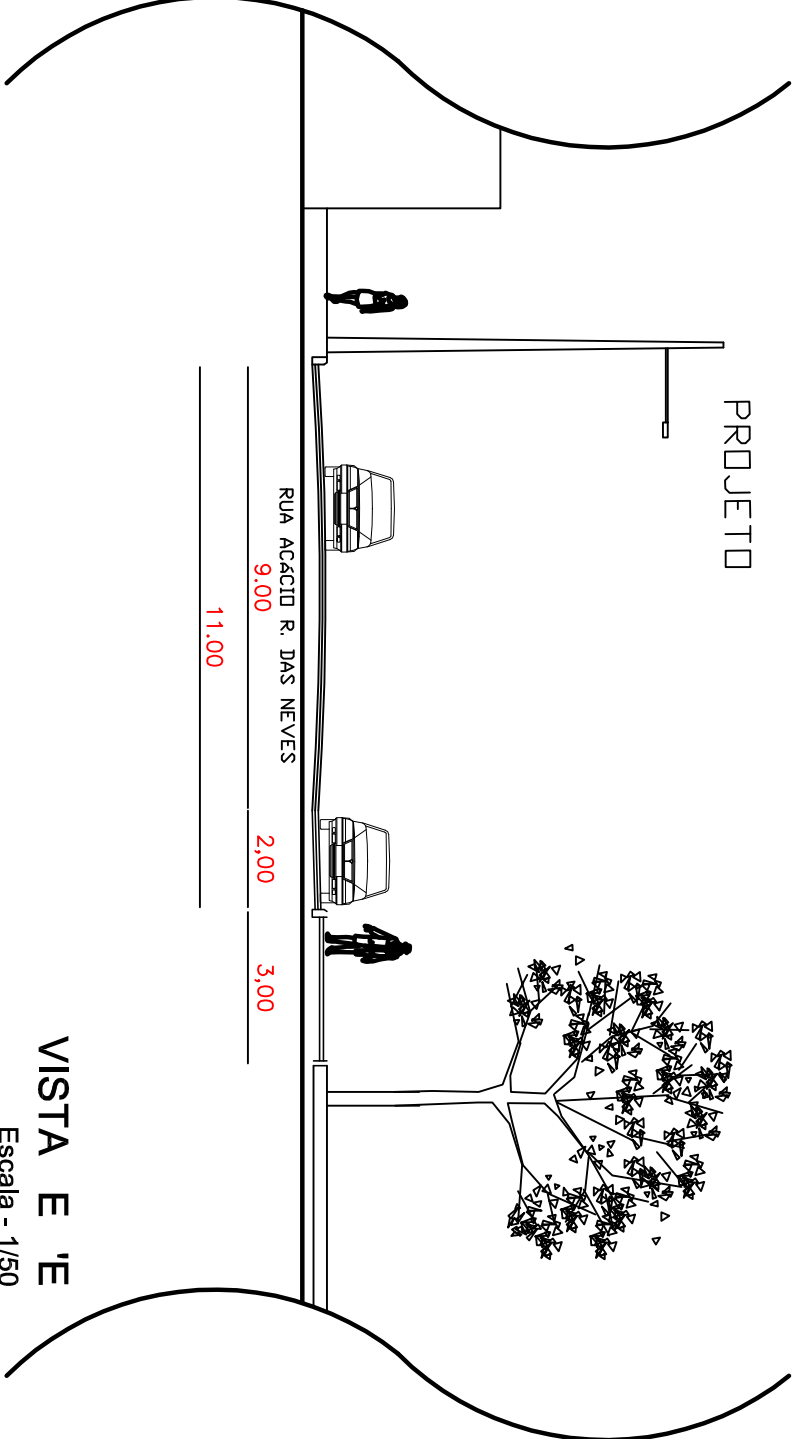 PROJETO
RUA ACÁCIO R. DAS NEVES
9.00
2,00
3,00
11.00
VISTA E 'E
Escala - 1/50